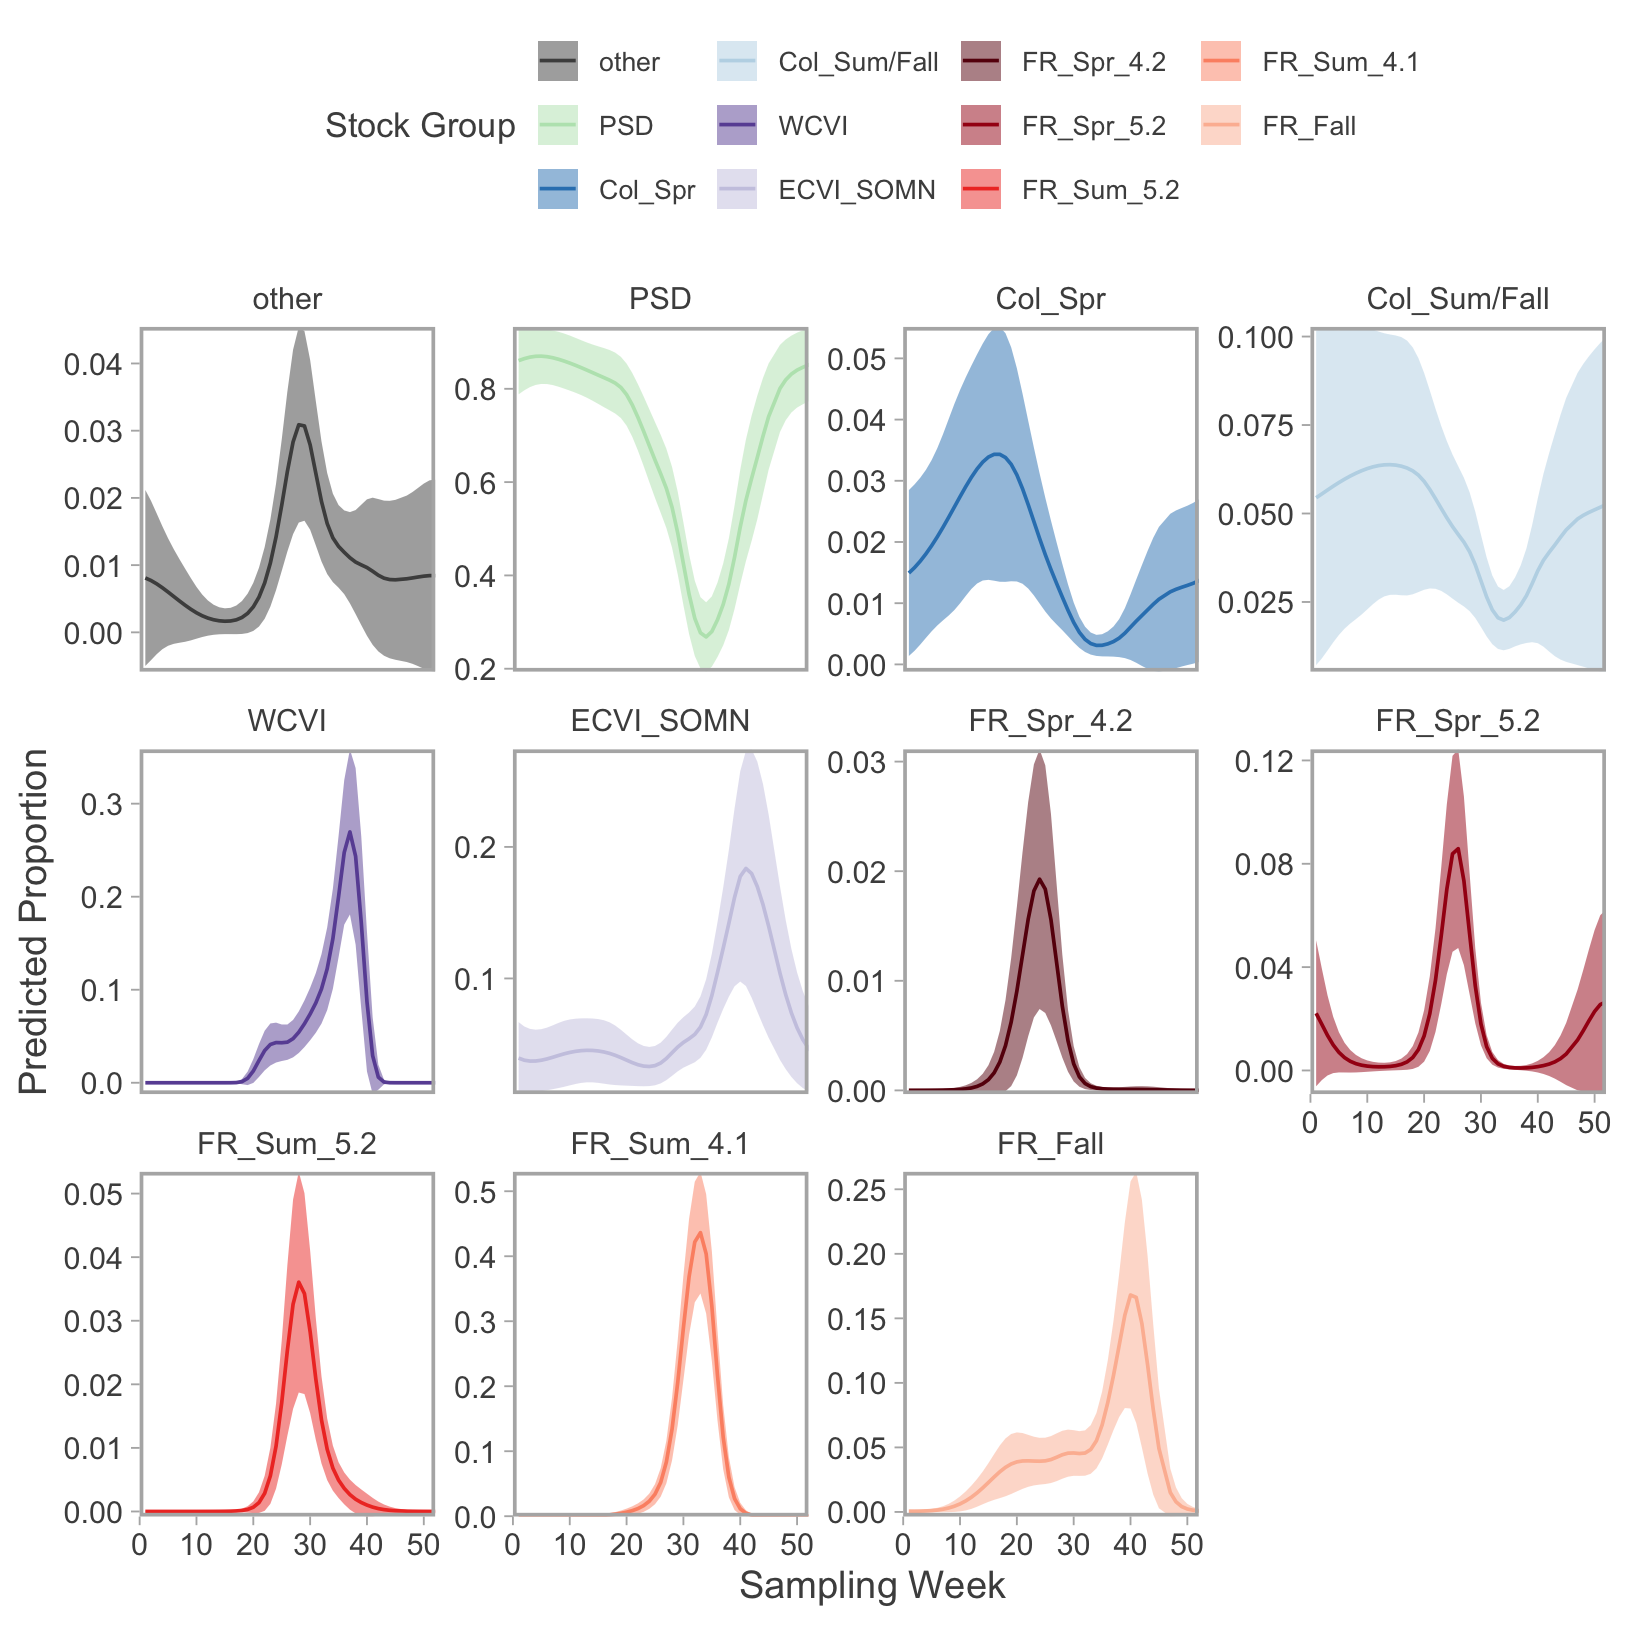 other Col_Sum/Fall FR_Spr_4.2 FR_Sum_4.1
Stock Group PSD WCVI FR_Spr_5.2 FR_Fall
Col_Spr ECVI_SOMN FR_Sum_5.2
other PSD Col_Spr Col_Sum/Fall
0.04 0.03 0.02 0.01 0.00
0.8 0.6 0.4 0.2
0.05 0.04 0.03 0.02 0.01 0.00
0.100 0.075 0.050 0.025
Predicted Proportion
WCVI ECVI_SOMN FR_Spr_4.2 FR_Spr_5.2
0.3 0.2 0.1 0.0
0.2 0.1
0.03 0.02 0.01 0.00
0.12 0.08 0.04 0.00
0 10 20 30 40 50
FR_Sum_5.2 FR_Sum_4.1 FR_Fall
0.05 0.04 0.03 0.02 0.01 0.00
0.5 0.4 0.3 0.2 0.1 0.0
0.25 0.20 0.15 0.10 0.05 0.00
0 10 20 30 40 50 0 10 20 30 40 50 0 10 20 30 40 50
Sampling Week